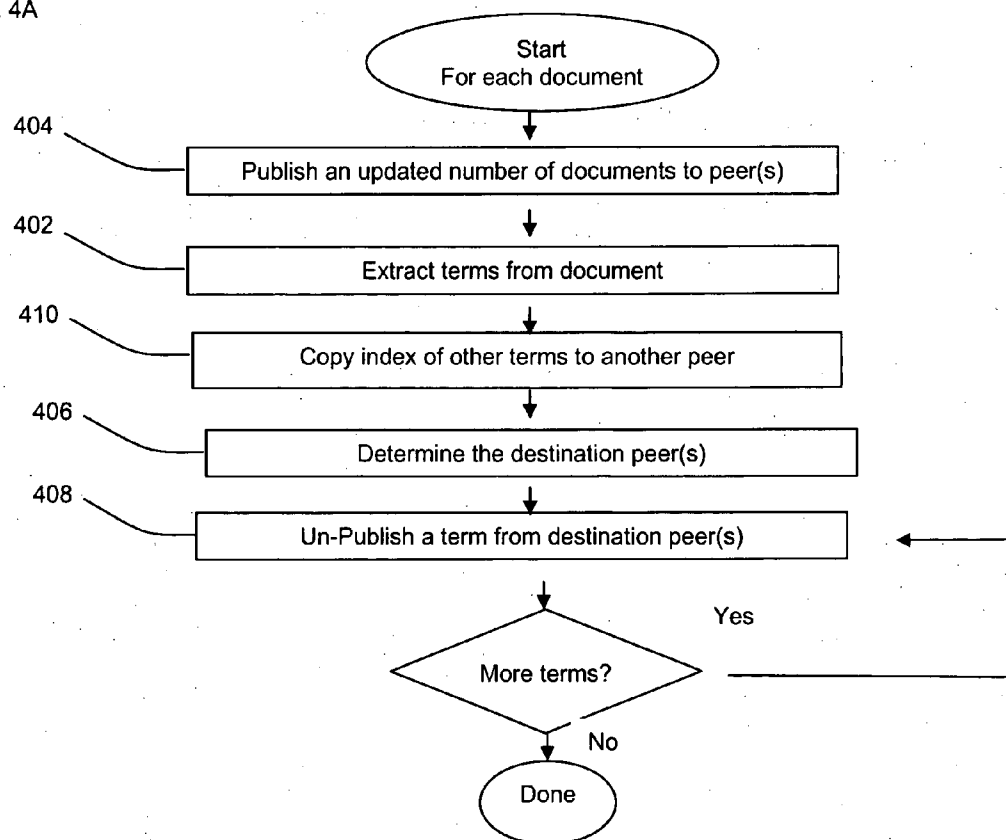 4A
Start
For each document
404
Publish an updated number of documents to peer(s)
402
Extract terms from document
410
Copy index of other terms to another peer
406
Determine the destination peer(s)
408
Un-Publish a term from destination peer(s)
Yes
More terms?
No
Done